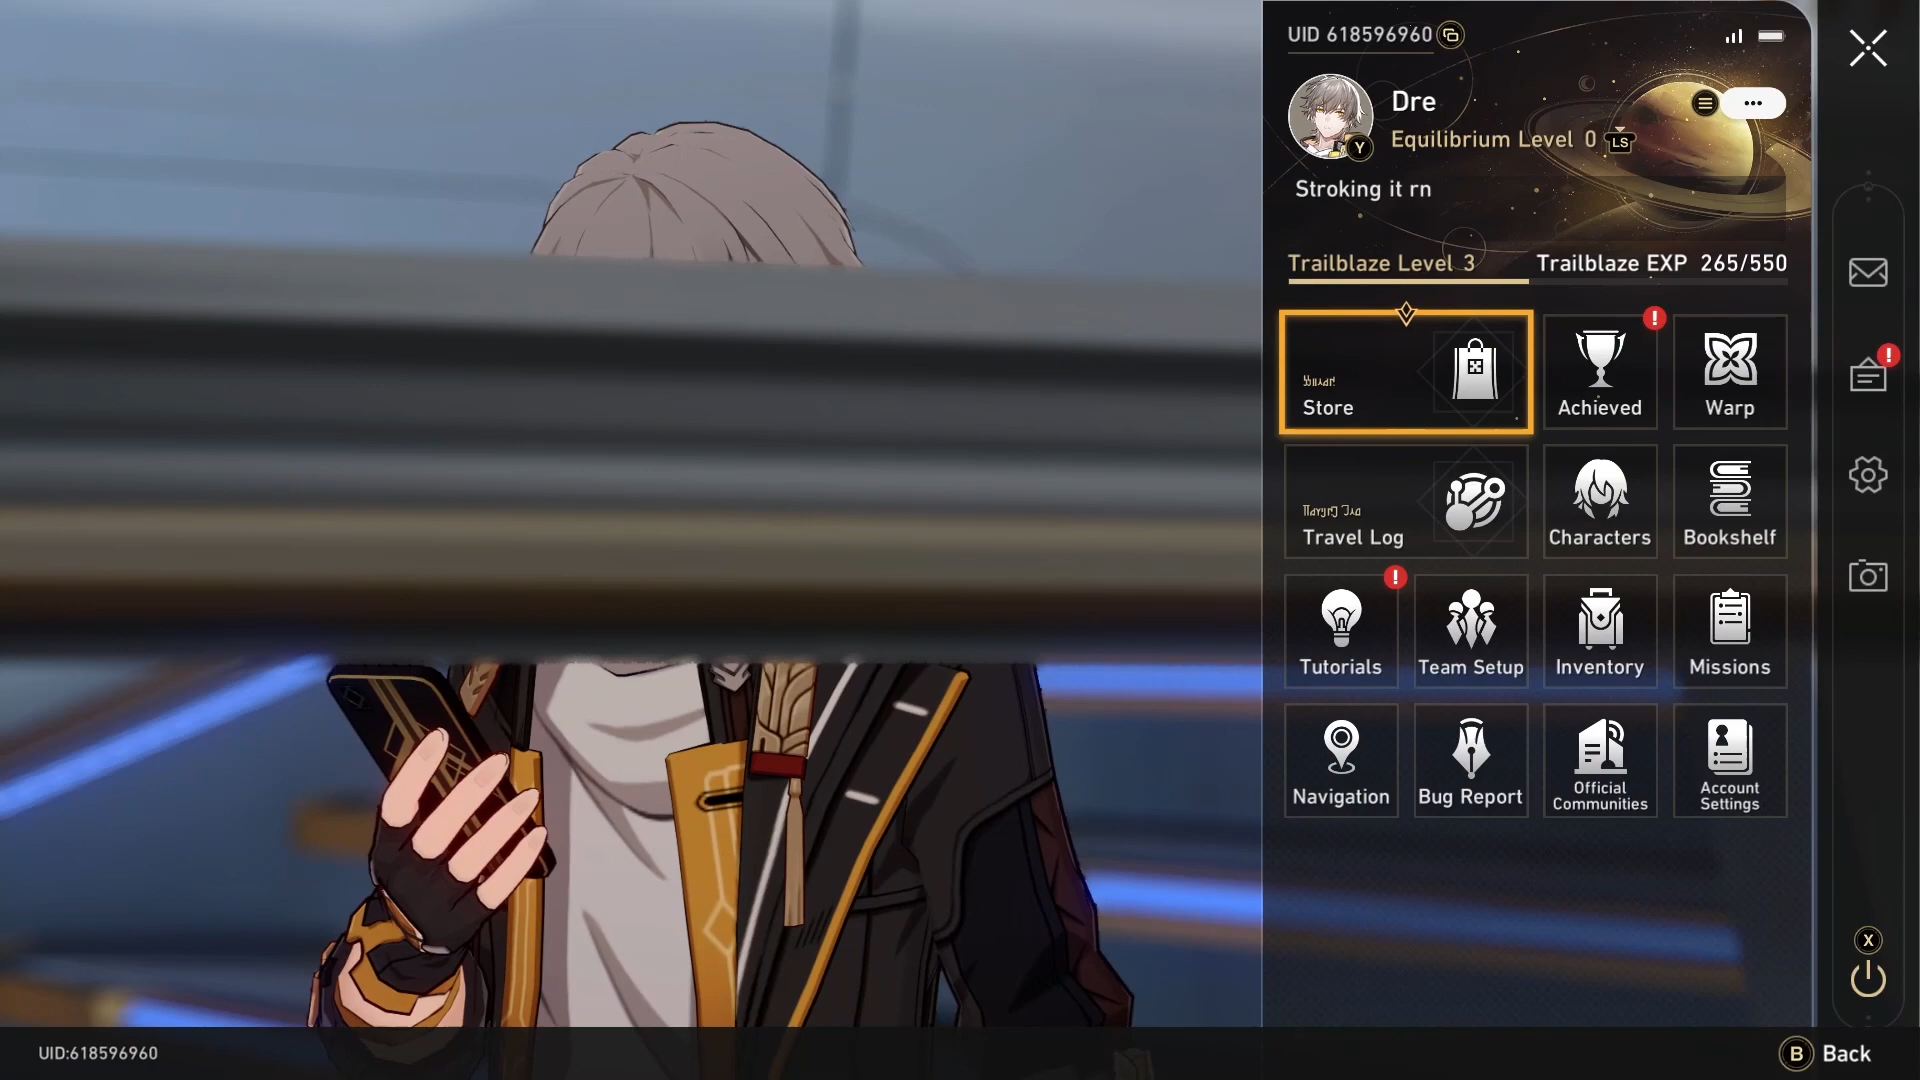 UID 618596960
Dre
Y
Equilibrium Level 0
LS
Stroking it rn
Trailblaze Level 3
Trailblaze EXP 265/550
Store
Achieved
Warp
Travel Log
Characters
Bookshelf
Tutorials
Team Setup
Inventory
Missions
Navigation
Bug Report
Official
Communities
Account
Settings
X
UID:618596960
B Back